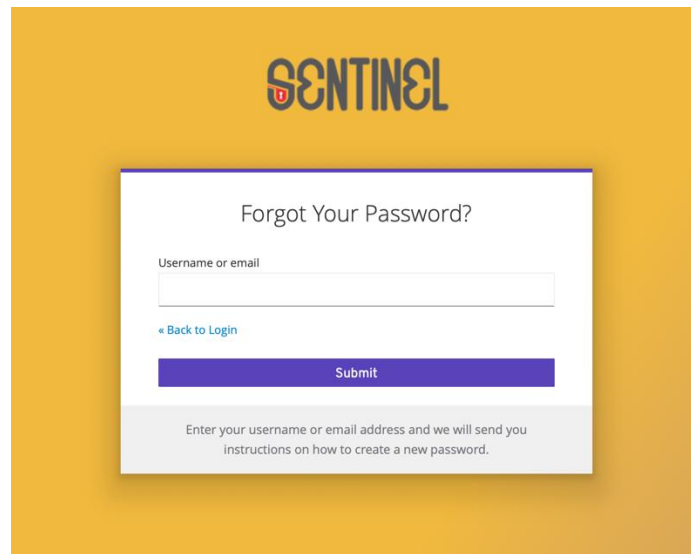 SENTINEL
Forgot Your Password?
Username or email
« Back to Login
Submit
Enter your username or email address and we will send you
instructions on how to create a new password.